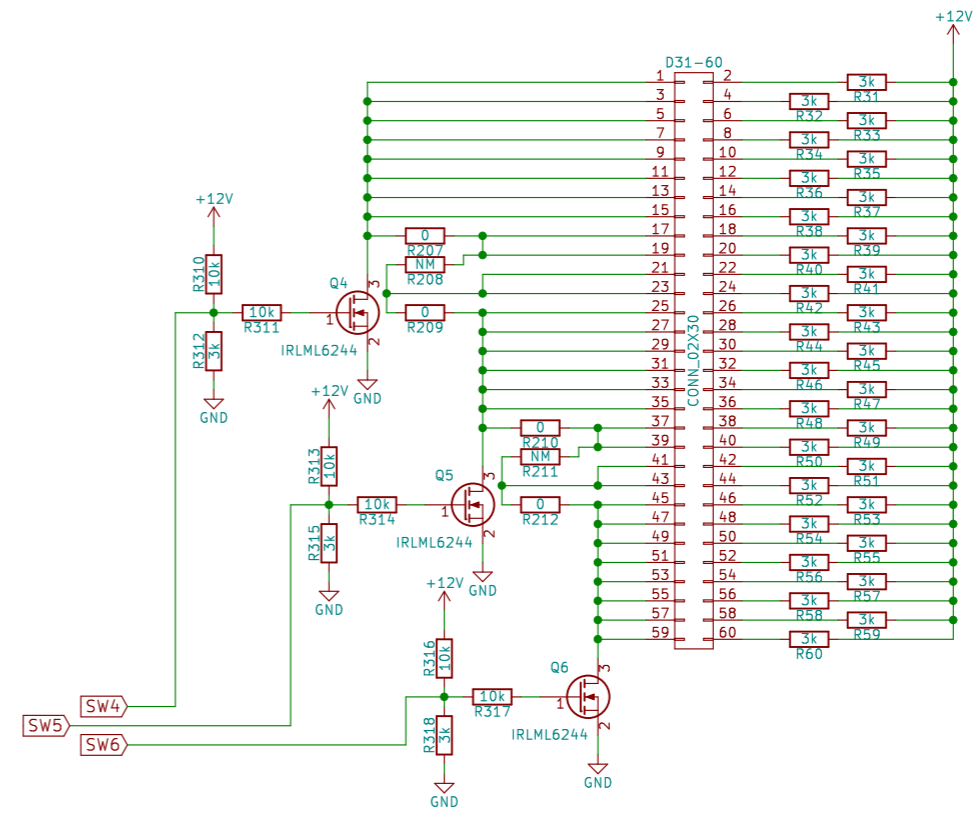 +12V
D31-60
1 2 3k R31
3 4 3k R32
5 6 3k R33
7 8 3k R34
9 10 3k R35
11 12 3k R36
13 14 3k R37
15 16 3k R38
17 18 3k R39
19 20 3k R40
21 22 3k R41
23 24 3k R42
25 26 3k R43
27 28 3k R44
29 30 3k R45
31 32 3k R46
33 34 3k R47
35 36 3k R48
37 38 3k R49
39 40 3k R50
41 42 3k R51
43 44 3k R52
45 46 3k R53
47 48 3k R54
49 50 3k R55
51 52 3k R56
53 54 3k R57
55 56 3k R58
57 58 3k R59
59 60 3k R60
CONN_02X30
+12V
R310 10k
R311 10k
R312 3k
GND
Q4
1
3
2
IRLML6244
GND
0
R207
NM
R208
0
R209
+12V
R313 10k
R314 10k
R315 3k
GND
Q5
1
3
2
IRLML6244
GND
0
R210
NM
R211
0
R212
+12V
R316 10k
R317 10k
R318 3k
GND
Q6
1
3
2
IRLML6244
GND
SW4
SW5
SW6